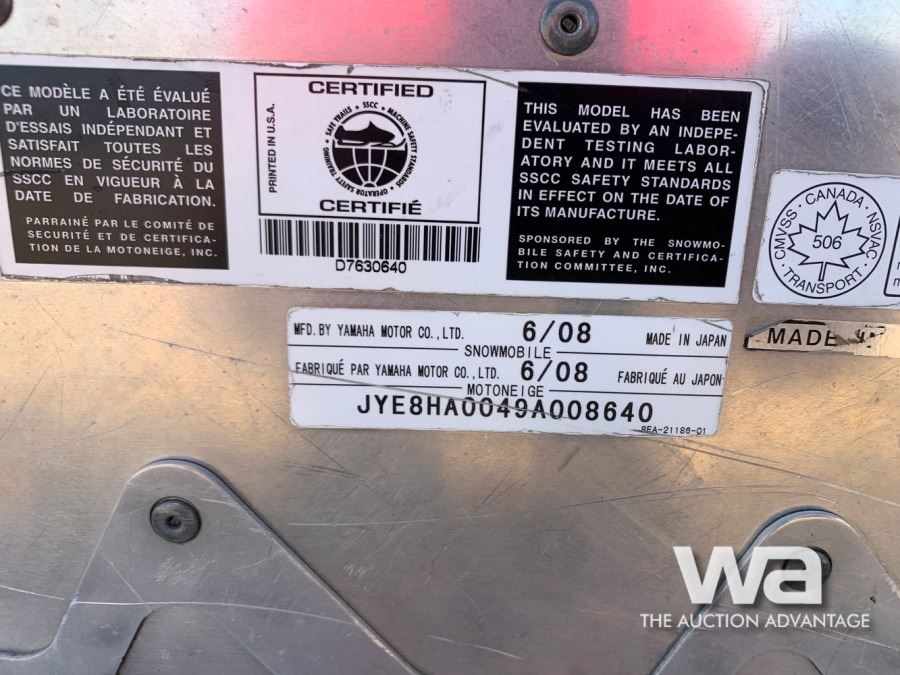 CE MODÈLE A ÉTÉ ÉVALUÉ
PAR UN LABORATOIRE
D'ESSAIS INDÉPENDANT ET
SATISFAIT TOUTES LES
NORMES DE SÉCURITÉ DU
SSCC EN VIGUEUR À LA
DATE DE FABRICATION.
PARRAINÉ PAR LE COMITÉ DE
SÉCURITÉ ET DE CERTIFICA-
TION DE LA MOTONEIGE, INC.
PRINTED IN U.S.A.
CERTIFIED
SAFE TRAILS • SSCC • MACHINE SAFETY STANDARDS • OPERATOR SAFETY TRAINING •
CERTIFIÉ
D7630640
THIS MODEL HAS BEEN
EVALUATED BY AN INDEPE-
DENT TESTING LABOR-
ATORY AND IT MEETS ALL
SSCC SAFETY STANDARDS
IN EFFECT ON THE DATE OF
ITS MANUFACTURE.
SPONSORED BY THE SNOWMO-
BILE SAFETY AND CERTIFICA-
TION COMMITTEE, INC.
CMVSS • CANADA • NSVAC • TRANSPORT •
506
MFD. BY YAMAHA MOTOR CO., LTD. 6/08 MADE IN JAPAN
SNOWMOBILE
FABRIQUÉ PAR YAMAHA MOTOR CO., LTD. 6/08 FABRIQUÉ AU JAPON
MOTONEIGE
JYE8HA0049A008640
8EA-21186-01
MADE IN
wa
THE AUCTION ADVANTAGE